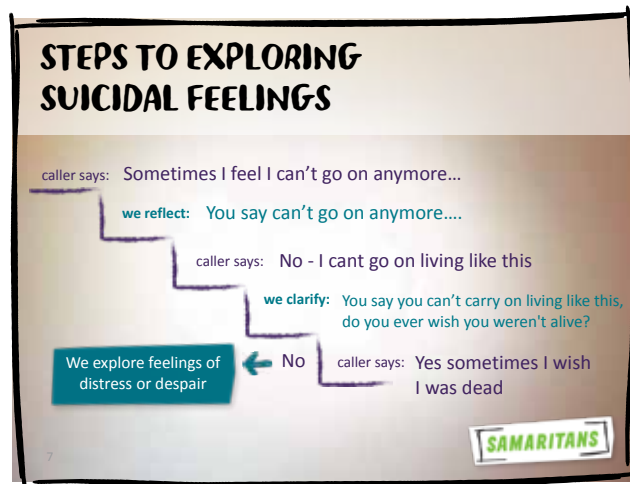 STEPS TO EXPLORING
SUICIDAL FEELINGS
caller says: Sometimes I feel I can't go on anymore...
we reflect: You say can't go on anymore....
caller says: No - I cant go on living like this
we clarify: You say you can't carry on living like this,
do you ever wish you weren't alive?
We explore feelings of
distress or despair
No
caller says: Yes sometimes I wish
I was dead
SAMARITANS
7